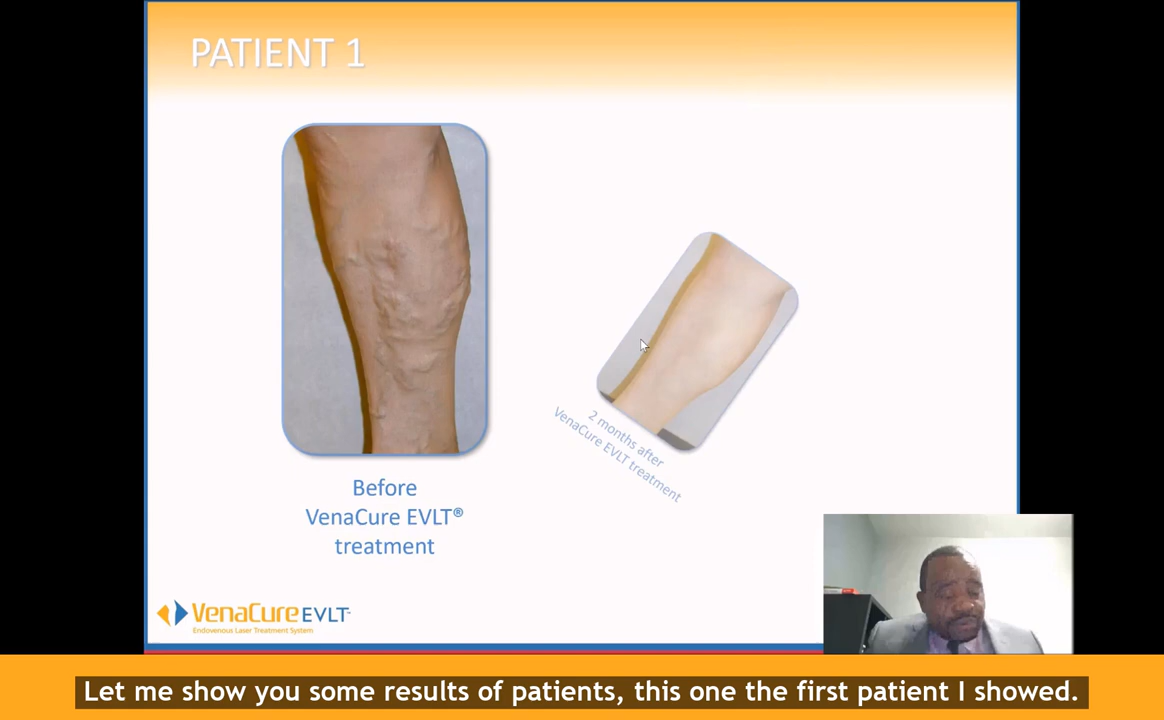 PATIENT 1
Before
VenaCure EVLT®
treatment
2 months after
VenaCure EVLT treatment
VenaCure EVLT™
Endovenous Laser Treatment System
Let me show you some results of patients, this one the first patient I showed.